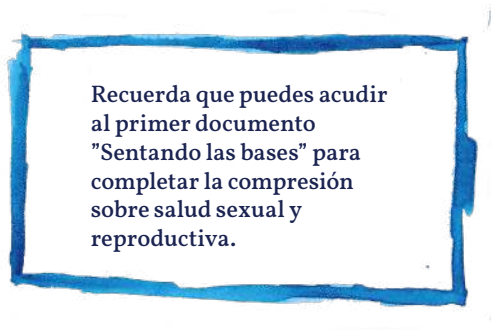 Recuerda que puedes acudir
al primer documento
”Sentando las bases” para
completar la compresión
sobre salud sexual y
reproductiva.